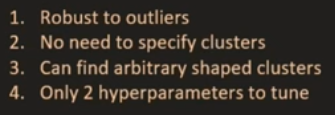 1. Robust to outliers
2. No need to specify clusters
3. Can find arbitrary shaped clusters
4. Only 2 hyperparameters to tune